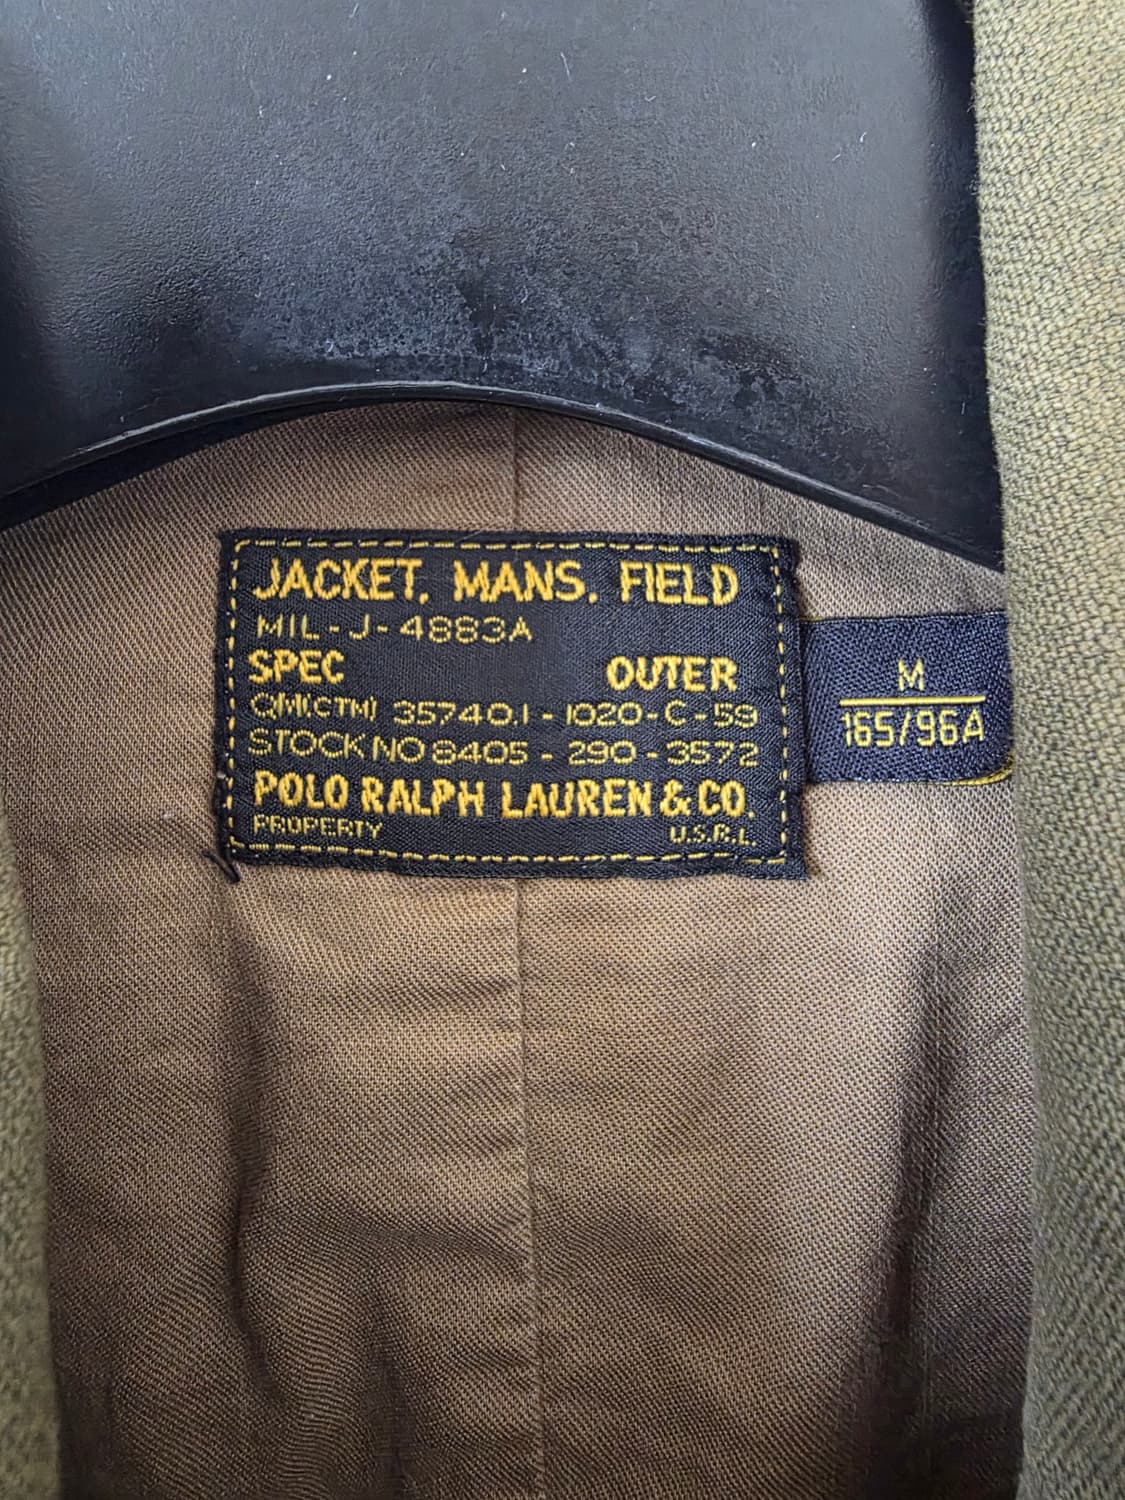 JACKET, MANS, FIELD
MIL-J-4883A
SPEC OUTER
QM(CTM) 35740.1-1020-C-59
STOCK NO 8405-290-3572
POLO RALPH LAUREN & CO.
PROPERTY U.S.R.L.
M
165/96A